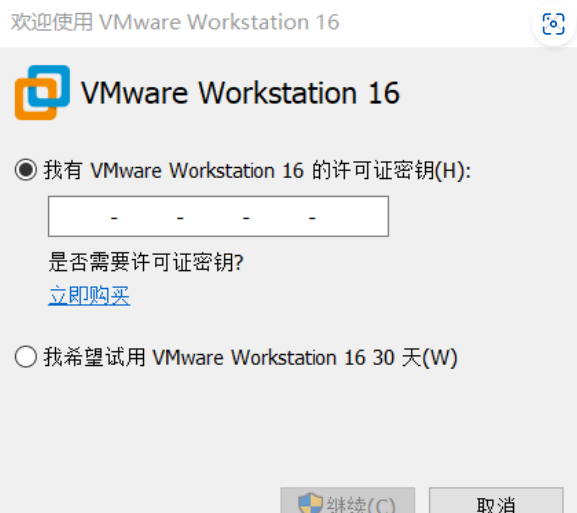 欢迎使用 VMware Workstation 16
VMware Workstation 16
我有 VMware Workstation 16 的许可证密钥(H):
- - - -
是否需要许可证密钥?
立即购买
我希望试用 VMware Workstation 16 30 天(W)
继续(C) 取消